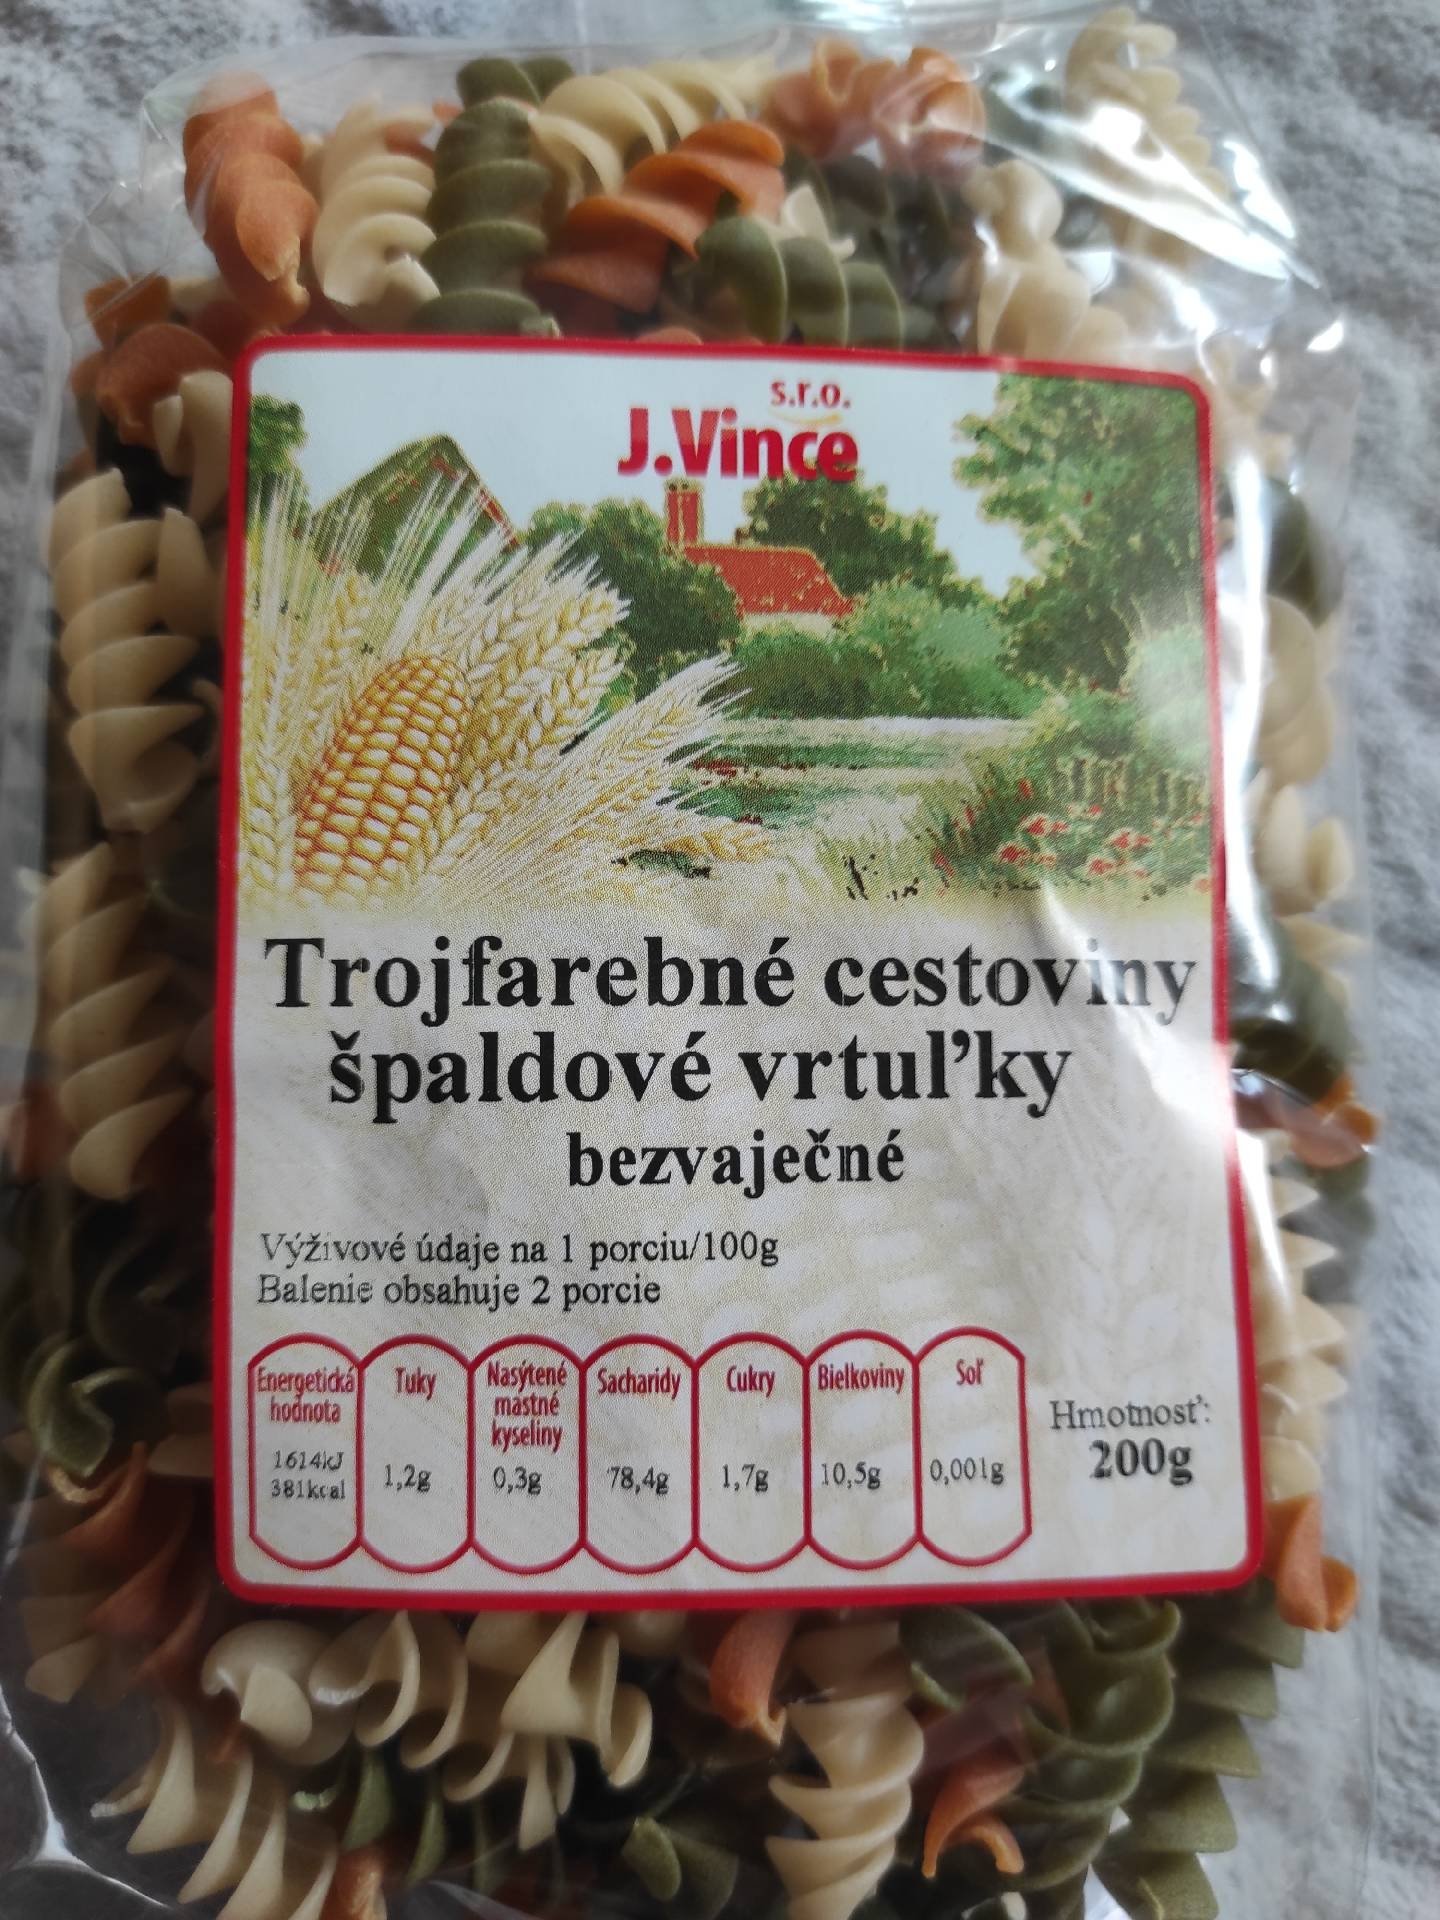 s.r.o.
J.Vince
Trojfarebné cestoviny
špaldové vrtuľky
bezvaječné
Výživové údaje na 1 porciu/100g
Balenie obsahuje 2 porcie
Energetická hodnota 1614kJ 381kcal
Tuky 1,2g
Nasýtené mastné kyseliny 0,3g
Sacharidy 78,4g
Cukry 1,7g
Bielkoviny 10,5g
Soľ 0,001g
Hmotnosť:
200g